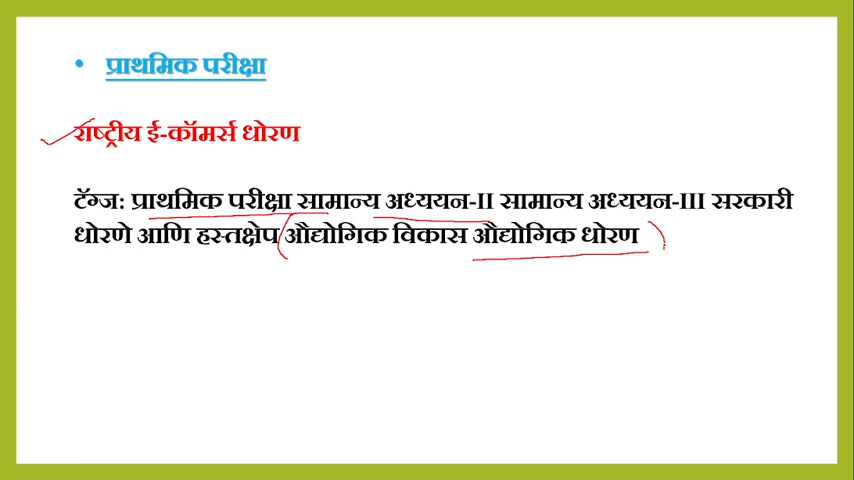 • प्राथमिक परीक्षा
राष्ट्रीय ई-कॉमर्स धोरण
टॅग्ज: प्राथमिक परीक्षा सामान्य अध्ययन-II सामान्य अध्ययन-III सरकारी
धोरणे आणि हस्तक्षेप औद्योगिक विकास औद्योगिक धोरण